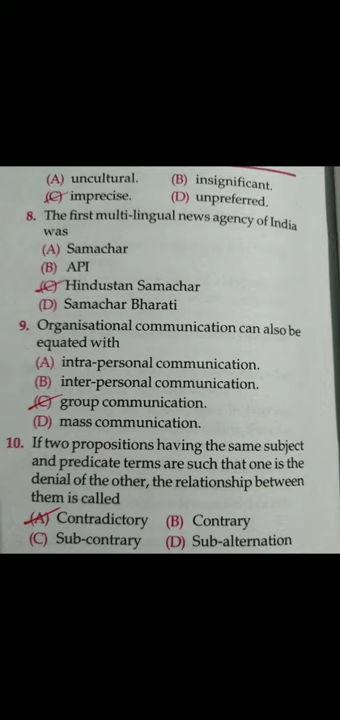 (A) uncultural. (B) insignificant.
(C) imprecise. (D) unpreferred.
8. The first multi-lingual news agency of India
was
(A) Samachar
(B) API
(C) Hindustan Samachar
(D) Samachar Bharati
9. Organisational communication can also be
equated with
(A) intra-personal communication.
(B) inter-personal communication.
(C) group communication.
(D) mass communication.
10. If two propositions having the same subject
and predicate terms are such that one is the
denial of the other, the relationship between
them is called
(A) Contradictory (B) Contrary
(C) Sub-contrary (D) Sub-alternation